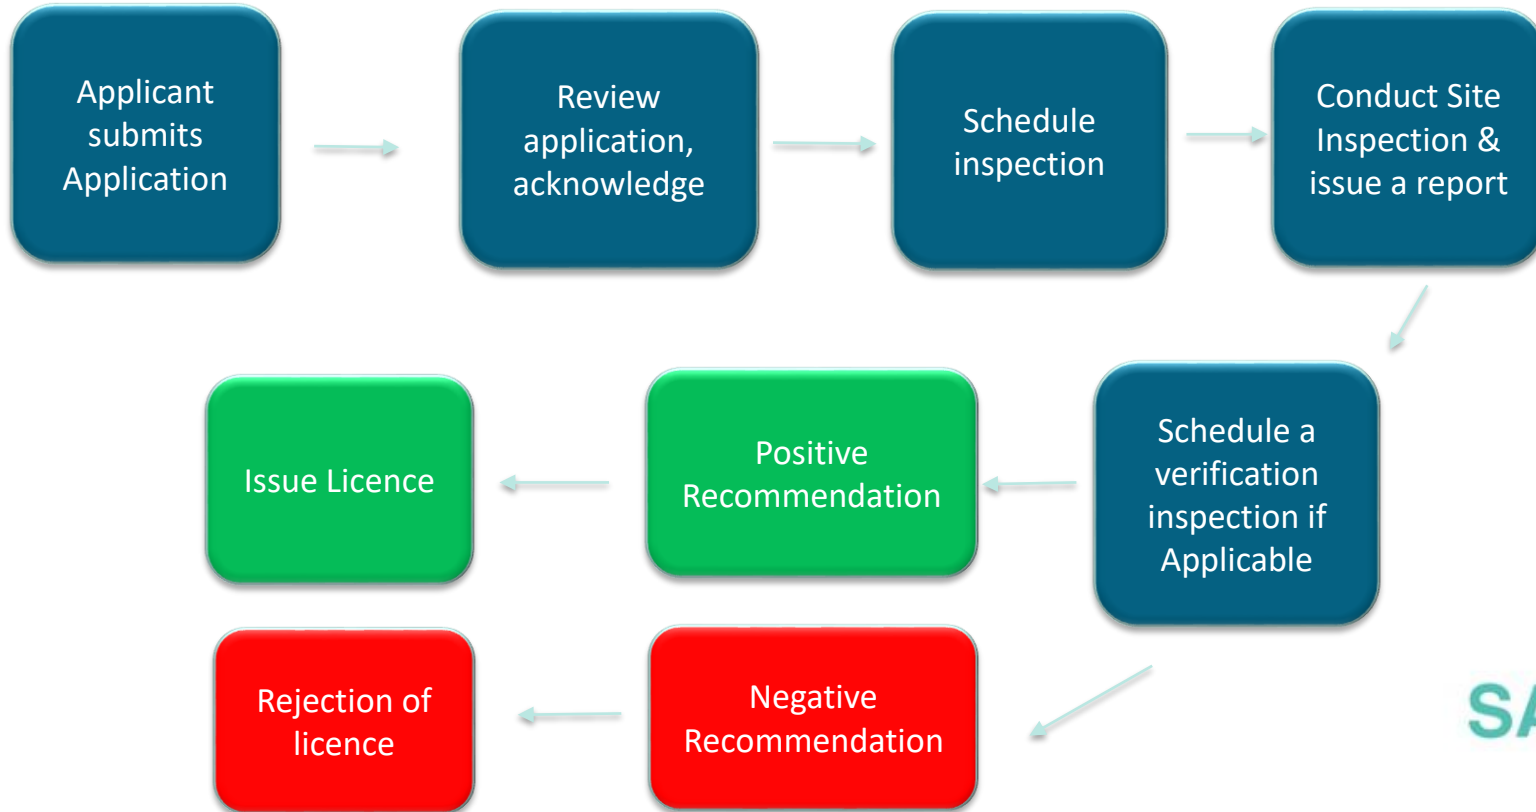 Applicant
submits
Application
Review
application,
acknowledge
Schedule
inspection
Conduct Site
Inspection &
issue a report
Schedule a
verification
inspection if
Applicable
Positive
Recommendation
Issue Licence
Negative
Recommendation
Rejection of
licence
SA